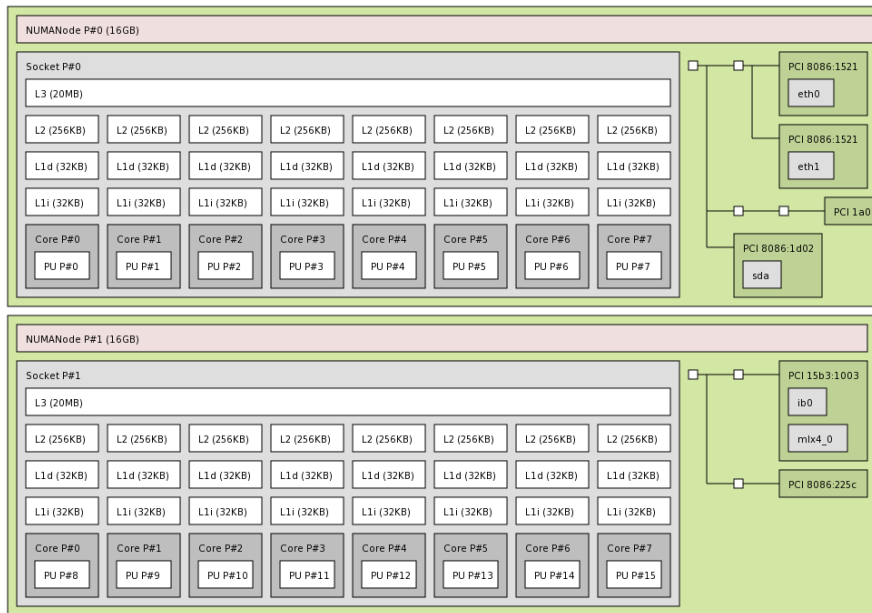 NUMANode P#0 (16GB)
Socket P#0
L3 (20MB)
L2 (256KB) L2 (256KB) L2 (256KB) L2 (256KB) L2 (256KB) L2 (256KB) L2 (256KB) L2 (256KB)
L1d (32KB) L1d (32KB) L1d (32KB) L1d (32KB) L1d (32KB) L1d (32KB) L1d (32KB) L1d (32KB)
L1i (32KB) L1i (32KB) L1i (32KB) L1i (32KB) L1i (32KB) L1i (32KB) L1i (32KB) L1i (32KB)
Core P#0 Core P#1 Core P#2 Core P#3 Core P#4 Core P#5 Core P#6 Core P#7
PU P#0 PU P#1 PU P#2 PU P#3 PU P#4 PU P#5 PU P#6 PU P#7
PCI 8086:1521
eth0
PCI 8086:1521
eth1
PCI 1a0
PCI 8086:1d02
sda
NUMANode P#1 (16GB)
Socket P#1
L3 (20MB)
L2 (256KB) L2 (256KB) L2 (256KB) L2 (256KB) L2 (256KB) L2 (256KB) L2 (256KB) L2 (256KB)
L1d (32KB) L1d (32KB) L1d (32KB) L1d (32KB) L1d (32KB) L1d (32KB) L1d (32KB) L1d (32KB)
L1i (32KB) L1i (32KB) L1i (32KB) L1i (32KB) L1i (32KB) L1i (32KB) L1i (32KB) L1i (32KB)
Core P#0 Core P#1 Core P#2 Core P#3 Core P#4 Core P#5 Core P#6 Core P#7
PU P#8 PU P#9 PU P#10 PU P#11 PU P#12 PU P#13 PU P#14 PU P#15
PCI 15b3:1003
ib0
mlx4_0
PCI 8086:225c